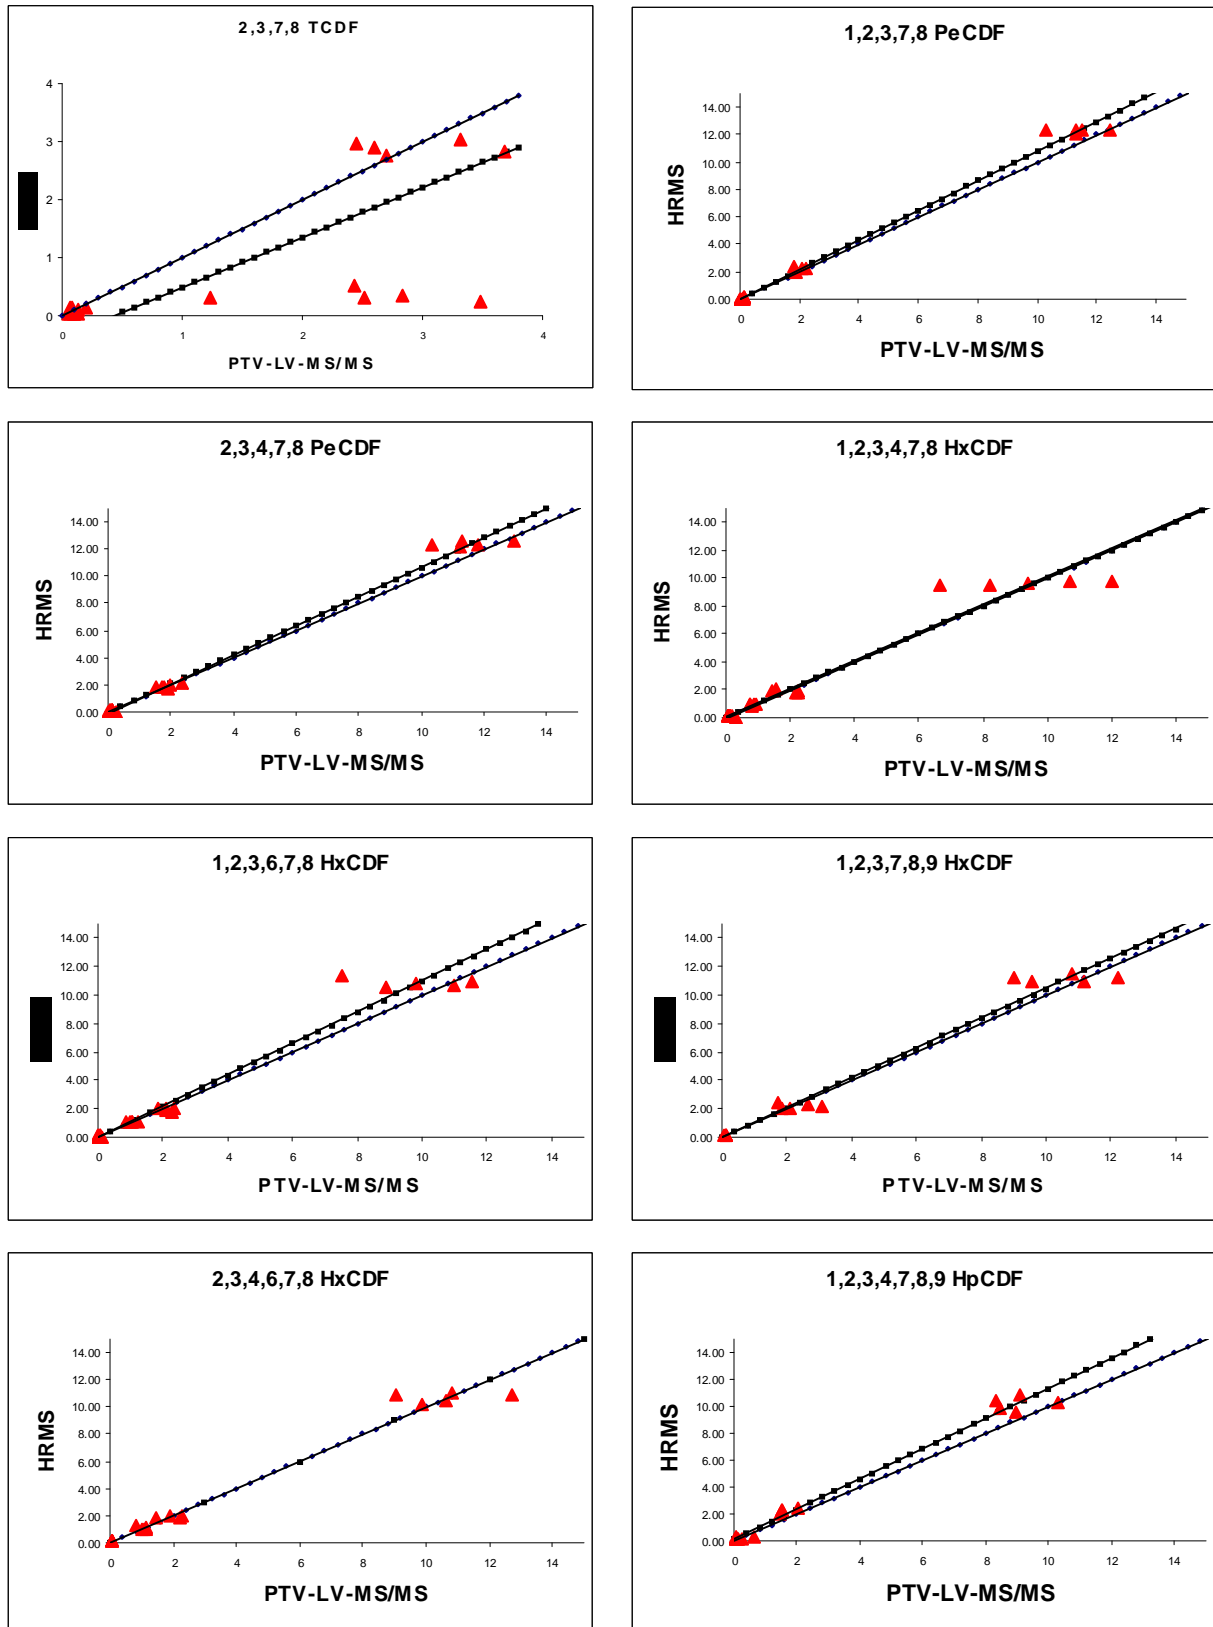 2,3,7,8 TCDF
4
3
2
1
0
0 1 2 3 4
PTV-LV-MS/MS
1,2,3,7,8 PeCDF
14.00
12.00
10.00
8.00
6.00
4.00
2.00
0.00
HRMS
0 2 4 6 8 10 12 14
PTV-LV-MS/MS
2,3,4,7,8 PeCDF
14.00
12.00
10.00
8.00
6.00
4.00
2.00
0.00
HRMS
0 2 4 6 8 10 12 14
PTV-LV-MS/MS
1,2,3,4,7,8 HxCDF
14.00
12.00
10.00
8.00
6.00
4.00
2.00
0.00
HRMS
0 2 4 6 8 10 12 14
PTV-LV-MS/MS
1,2,3,6,7,8 HxCDF
14.00
12.00
10.00
8.00
6.00
4.00
2.00
0.00
0 2 4 6 8 10 12 14
PTV-LV-MS/MS
1,2,3,7,8,9 HxCDF
14.00
12.00
10.00
8.00
6.00
4.00
2.00
0.00
0 2 4 6 8 10 12 14
PTV-LV-MS/MS
2,3,4,6,7,8 HxCDF
14.00
12.00
10.00
8.00
6.00
4.00
2.00
0.00
HRMS
0 2 4 6 8 10 12 14
PTV-LV-MS/MS
1,2,3,4,7,8,9 HpCDF
14.00
12.00
10.00
8.00
6.00
4.00
2.00
0.00
HRMS
0 2 4 6 8 10 12 14
PTV-LV-MS/MS